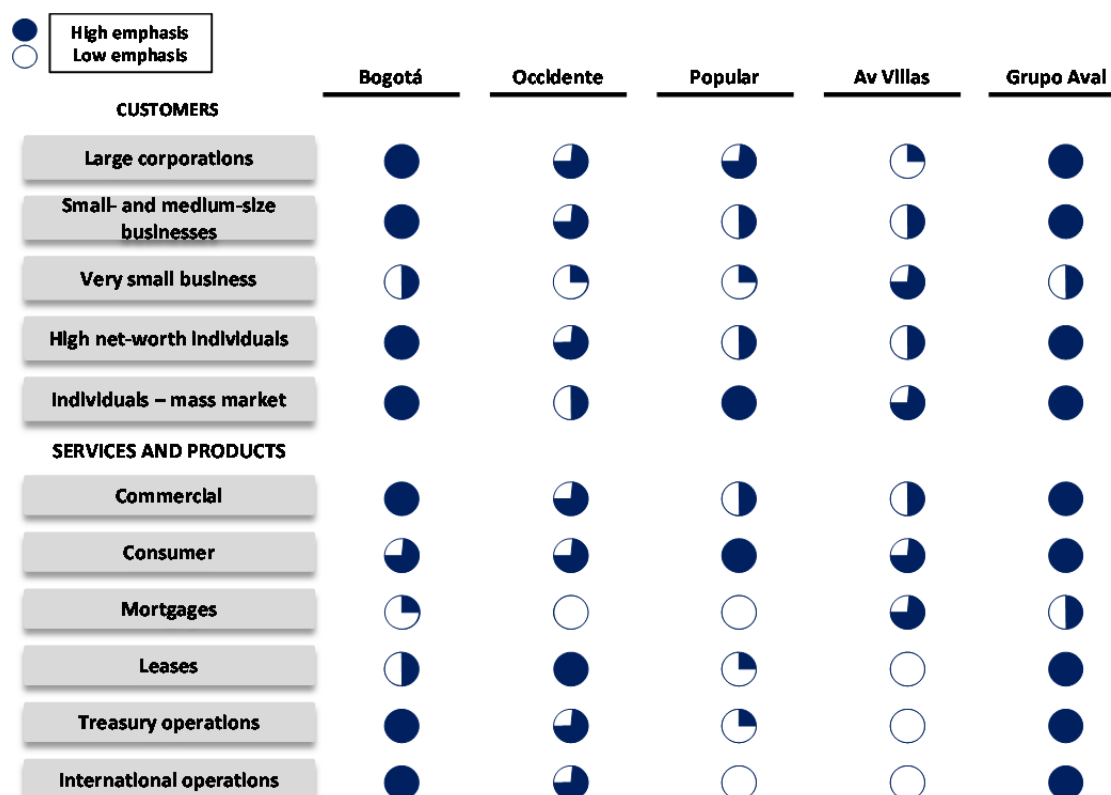 High emphasis
Low emphasis
Bogotá Occidente Popular Av Villas Grupo Aval
CUSTOMERS
Large corporations
Small- and medium-size
businesses
Very small business
High net-worth individuals
Individuals – mass market
SERVICES AND PRODUCTS
Commercial
Consumer
Mortgages
Leases
Treasury operations
International operations